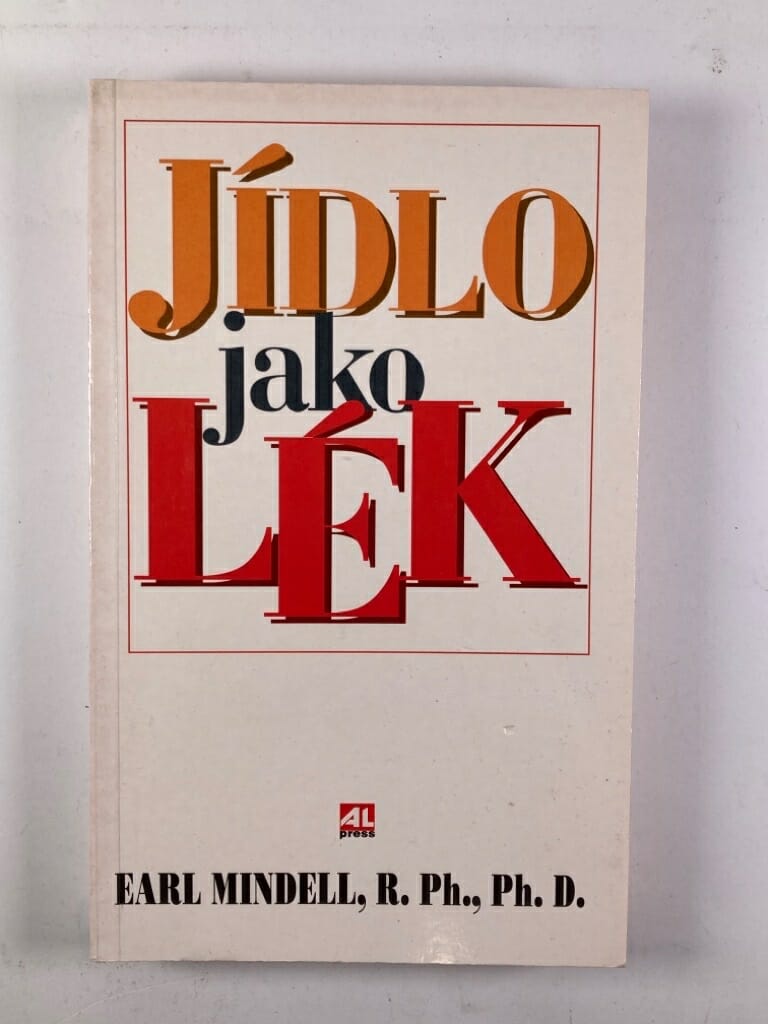 JÍDLO
jako
LÉK
AL
press
EARL MINDELL, R. Ph., Ph. D.